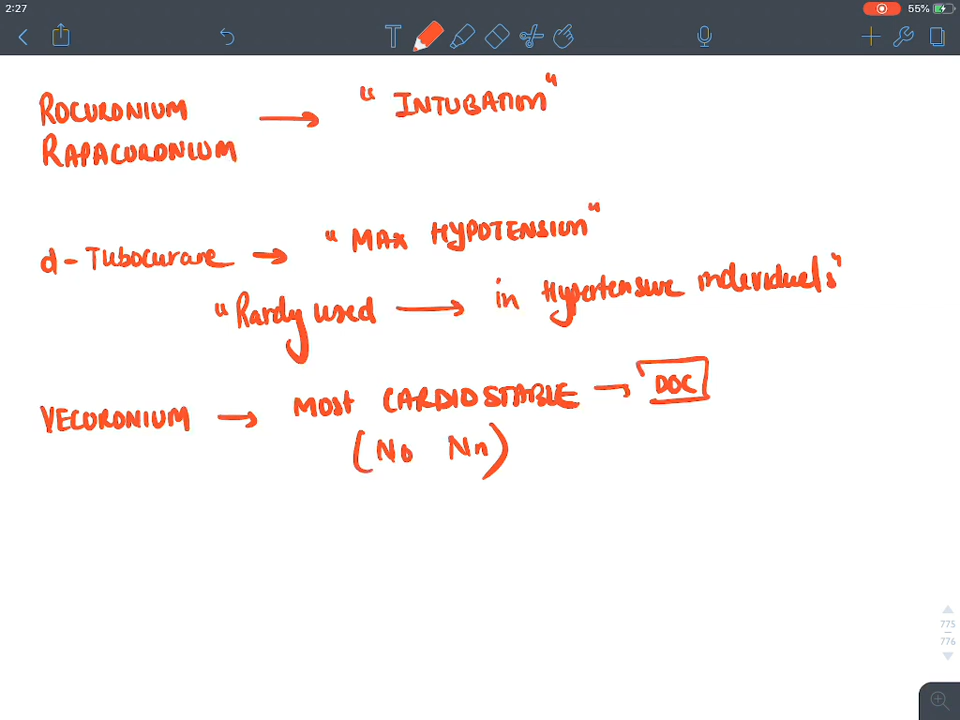 2:27
55%
T
ROCURONIUM → " INTUBATION "
RAPACURONIUM
d-Tubocurare → " MAX HYPOTENSION "
" Rarely used → in Hypertensive individuals "
VECURONIUM → MOST CARDIOSTABLE → DOC
(No Nn)
775
776